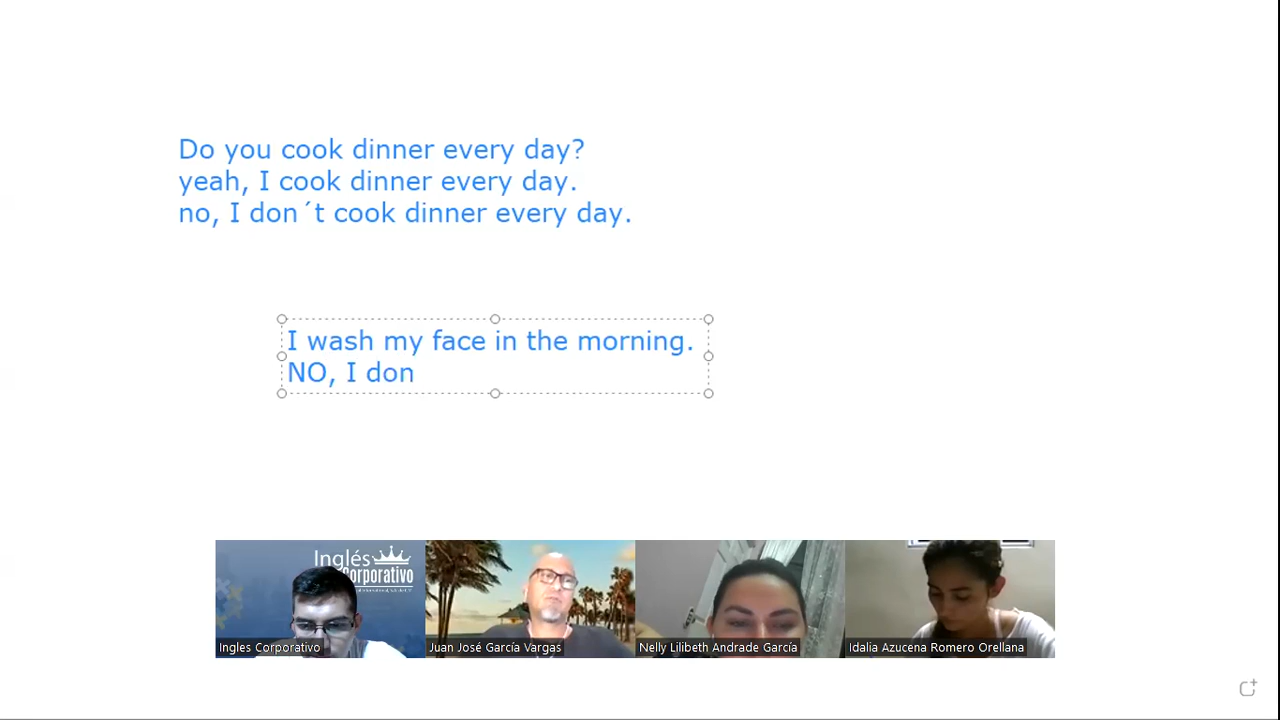 Do you cook dinner every day?
yeah, I cook dinner every day.
no, I don´t cook dinner every day.
I wash my face in the morning.
NO, I don
Inglés
Corporativo
Ingles Corporativo
Juan José García Vargas
Nelly Lilibeth Andrade García
Idalia Azucena Romero Orellana